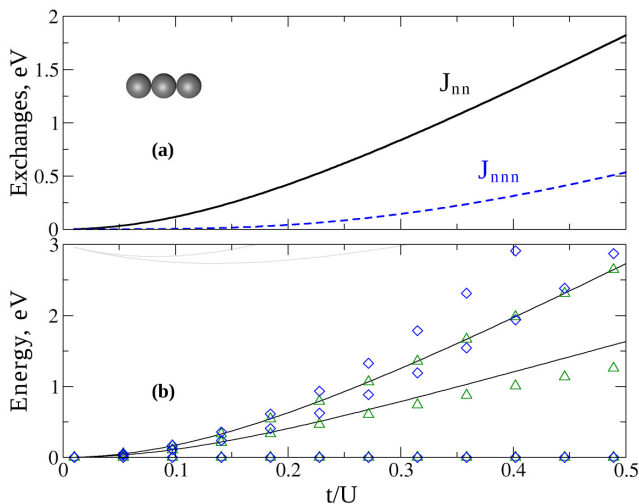 2
1.5
1
0.5
0
Exchanges, eV
(a)
J_nn
J_nnn
3
2
1
0
Energy, eV
(b)
0 0.1 0.2 0.3 0.4 0.5
t/U